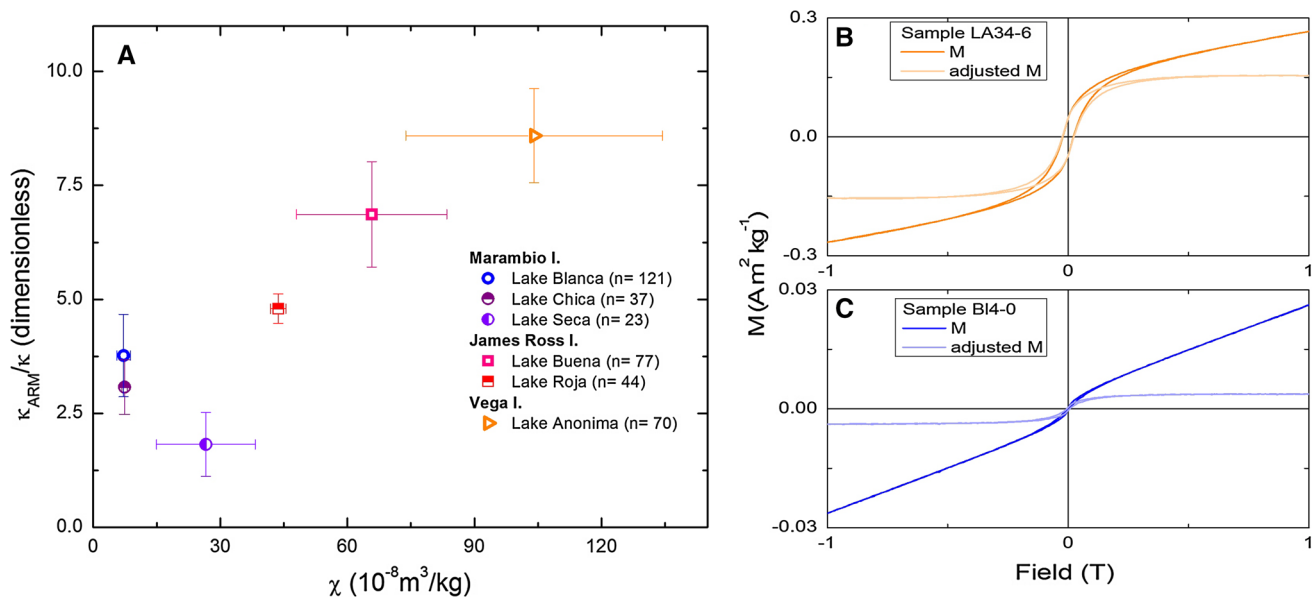 A
κARM/κ (dimensionless)
10.0
7.5
5.0
2.5
0.0
0
30
60
90
120
χ (10-8m3/kg)
Marambio I.
Lake Blanca (n= 121)
Lake Chica (n= 37)
Lake Seca (n= 23)
James Ross I.
Lake Buena (n= 77)
Lake Roja (n= 44)
Vega I.
Lake Anonima (n= 70)
M(Am2kg-1)
B
Sample LA34-6
M
adjusted M
0.3
0.0
-0.3
-1
0
1
C
Sample BI4-0
M
adjusted M
0.03
0.00
-0.03
-1
0
1
Field (T)